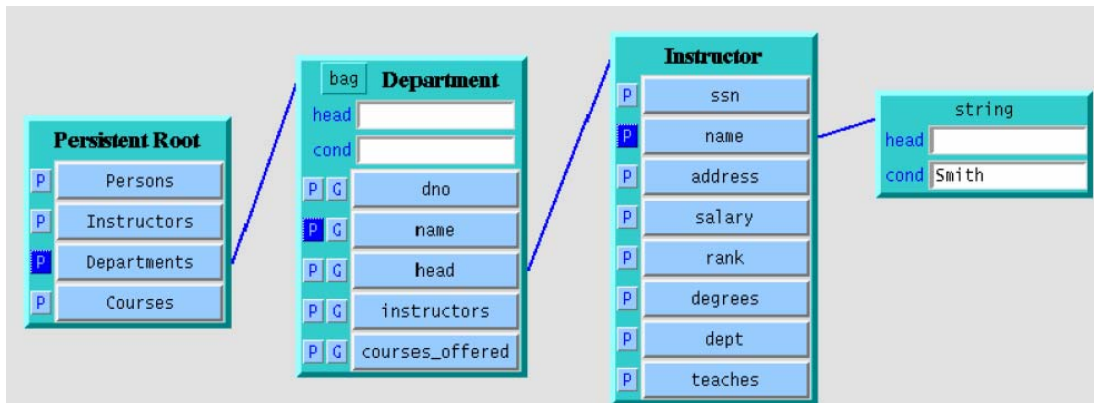 Persistent Root
P Persons
P Instructors
P Departments
P Courses
bag Department
head
cond
P G dno
P G name
P G head
P G instructors
P G courses_offered
Instructor
P ssn
P name
P address
P salary
P rank
P degrees
P dept
P teaches
string
head
cond Smith